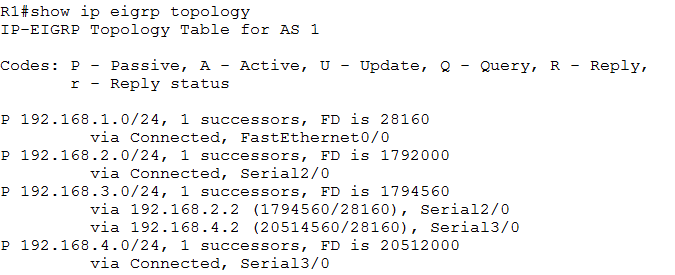 R1#show ip eigrp topology
IP-EIGRP Topology Table for AS 1
Codes: P - Passive, A - Active, U - Update, Q - Query, R - Reply,
r - Reply status
P 192.168.1.0/24, 1 successors, FD is 28160
via Connected, FastEthernet0/0
P 192.168.2.0/24, 1 successors, FD is 1792000
via Connected, Serial2/0
P 192.168.3.0/24, 1 successors, FD is 1794560
via 192.168.2.2 (1794560/28160), Serial2/0
via 192.168.4.2 (20514560/28160), Serial3/0
P 192.168.4.0/24, 1 successors, FD is 20512000
via Connected, Serial3/0